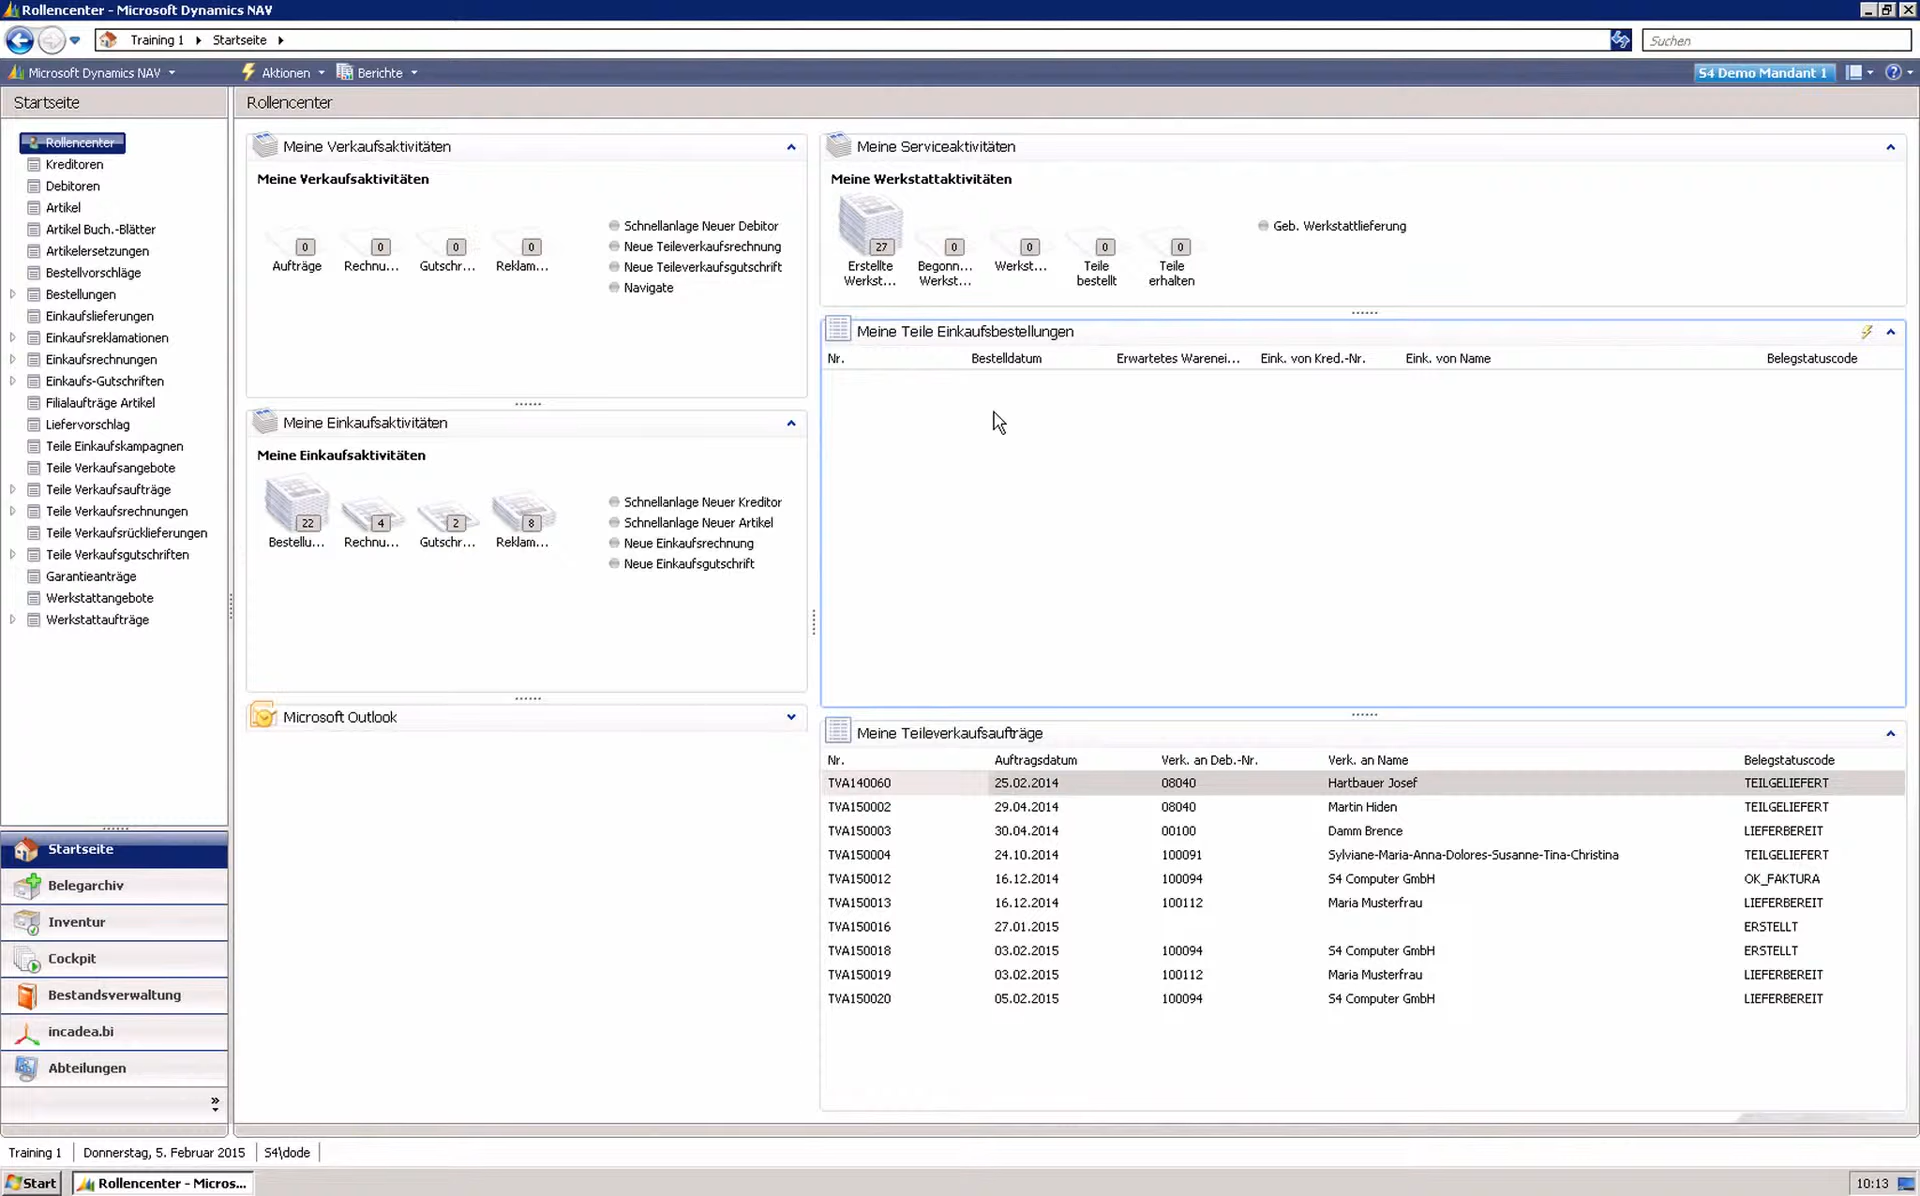 Rollencenter - Microsoft Dynamics NAV
Training 1 Startseite
Suchen
Microsoft Dynamics NAV Aktionen Berichte S4 Demo Mandant 1
Startseite
Rollencenter
Kreditoren
Debitoren
Artikel
Artikel Buch.-Blätter
Artikelersetzungen
Bestellvorschläge
Bestellungen
Einkaufslieferungen
Einkaufsreklamationen
Einkaufsrechnungen
Einkaufs-Gutschriften
Filialaufträge Artikel
Liefervorschlag
Teile Einkaufskampagnen
Teile Verkaufsangebote
Teile Verkaufsaufträge
Teile Verkaufsrechnungen
Teile Verkaufsrücklieferungen
Teile Verkaufsgutschriften
Garantieanträge
Werkstattangebote
Werkstattaufträge
Startseite
Belegarchiv
Inventur
Cockpit
Bestandsverwaltung
incadea.bi
Abteilungen
Rollencenter
Meine Verkaufsaktivitäten
Meine Verkaufsaktivitäten
0 0 0 0
Aufträge Rechnu... Gutschr... Reklam...
Schnellanlage Neuer Debitor
Neue Teileverkaufsrechnung
Neue Teileverkaufsgutschrift
Navigate
Meine Einkaufsaktivitäten
Meine Einkaufsaktivitäten
22 4 2 8
Bestellu... Rechnu... Gutschr... Reklam...
Schnellanlage Neuer Kreditor
Schnellanlage Neuer Artikel
Neue Einkaufsrechnung
Neue Einkaufsgutschrift
Microsoft Outlook
Meine Serviceaktivitäten
Meine Werkstattaktivitäten
27 0 0 0 0
Erstellte Begonn... Werkst... Teile Teile
Werkst... Werkst... bestellt erhalten
Geb. Werkstattlieferung
Meine Teile Einkaufsbestellungen
Nr. Bestelldatum Erwartetes Warenei... Eink. von Kred.-Nr. Eink. von Name Belegstatuscode
Meine Teileverkaufsaufträge
Nr. Auftragsdatum Verk. an Deb.-Nr. Verk. an Name Belegstatuscode
TVA140060 25.02.2014 08040 Hartbauer Josef TEILGELIEFERT
TVA150002 29.04.2014 08040 Martin Hiden TEILGELIEFERT
TVA150003 30.04.2014 00100 Damm Brence LIEFERBEREIT
TVA150004 24.10.2014 100091 Sylviane-Maria-Anna-Dolores-Susanne-Tina-Christina TEILGELIEFERT
TVA150012 16.12.2014 100094 S4 Computer GmbH OK_FAKTURA
TVA150013 16.12.2014 100112 Maria Musterfrau LIEFERBEREIT
TVA150016 27.01.2015 ERSTELLT
TVA150018 03.02.2015 100094 S4 Computer GmbH ERSTELLT
TVA150019 03.02.2015 100112 Maria Musterfrau LIEFERBEREIT
TVA150020 05.02.2015 100094 S4 Computer GmbH LIEFERBEREIT
Training 1 Donnerstag, 5. Februar 2015 S4\dode
Start Rollencenter - Micros... 10:13